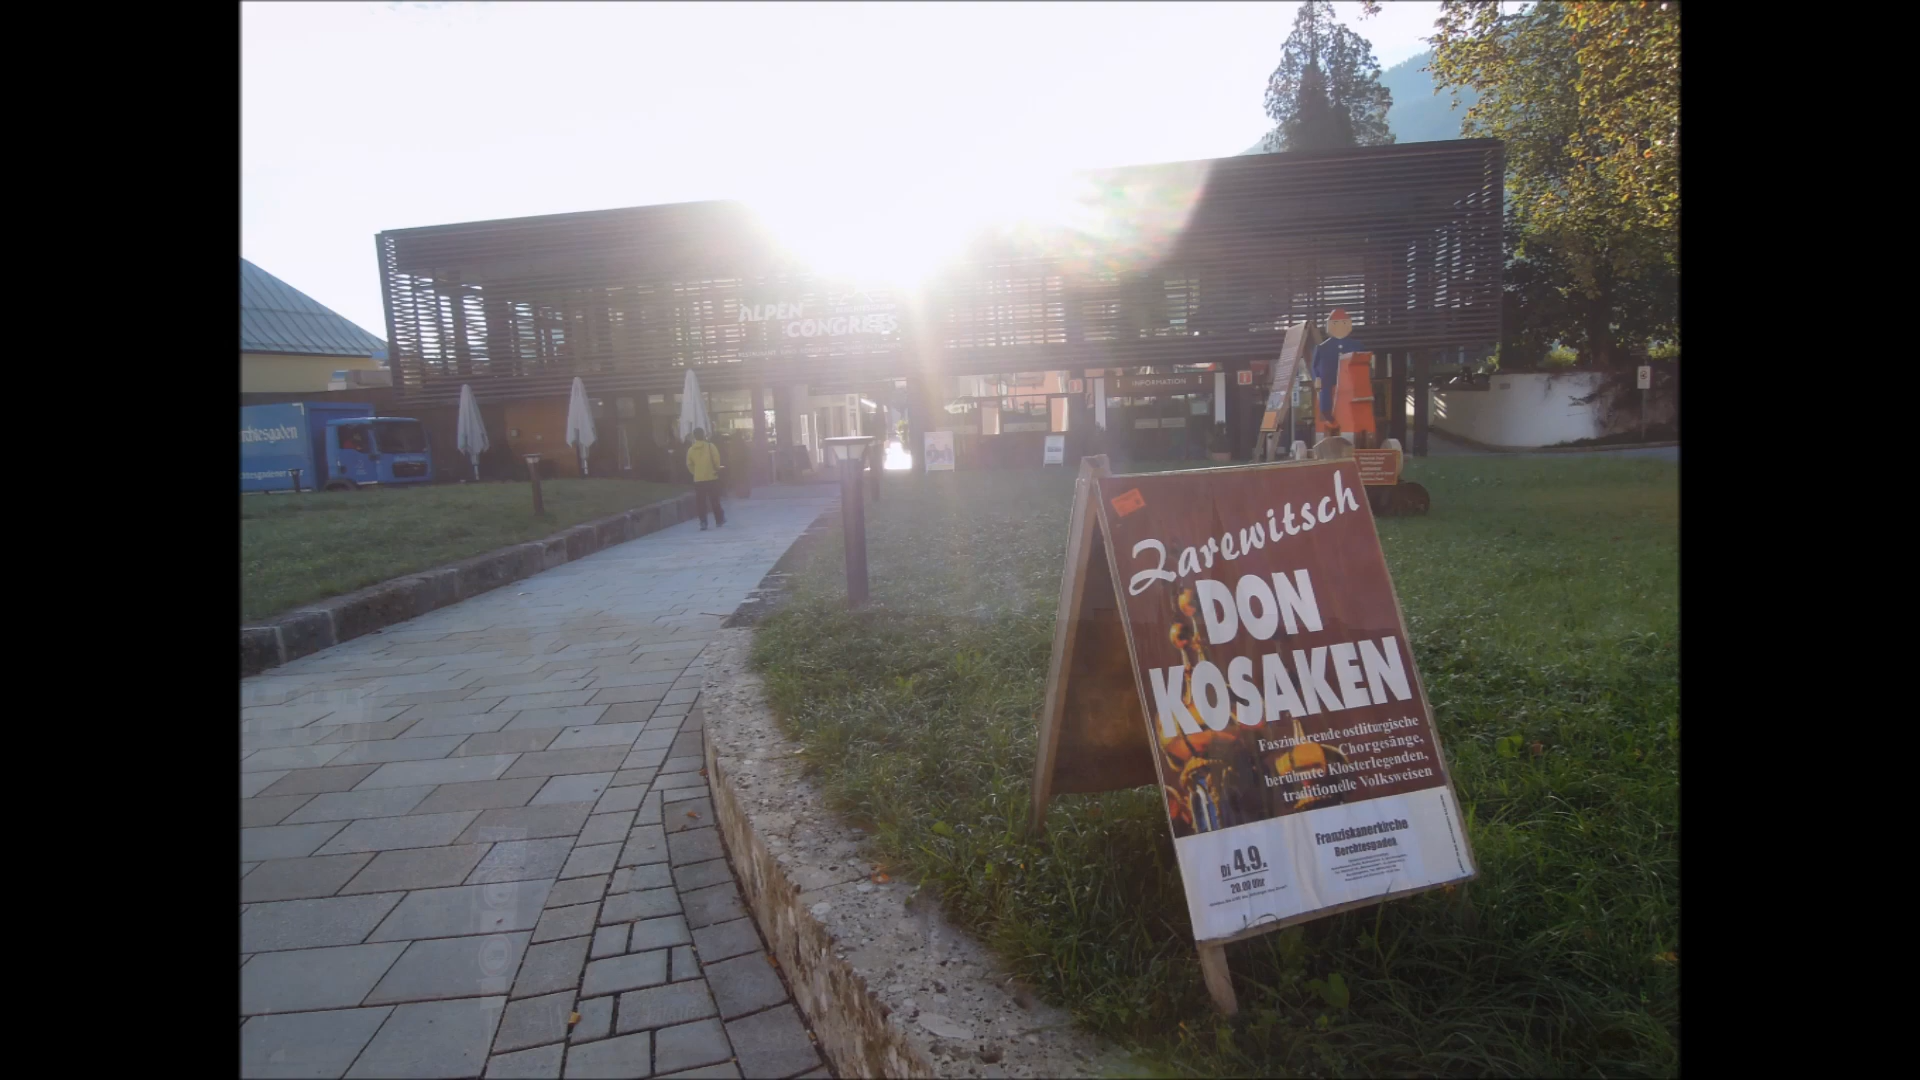 ALPEN
CONGRESS
INFORMATION
Zarewitsch
DON
KOSAKEN
Faszinierende ostliturgische
Chorgesänge,
berühmte Klosterlegenden,
traditionelle Volksweisen
Di 4.9.
20.00 Uhr
Franziskanerkirche
Berchtesgaden